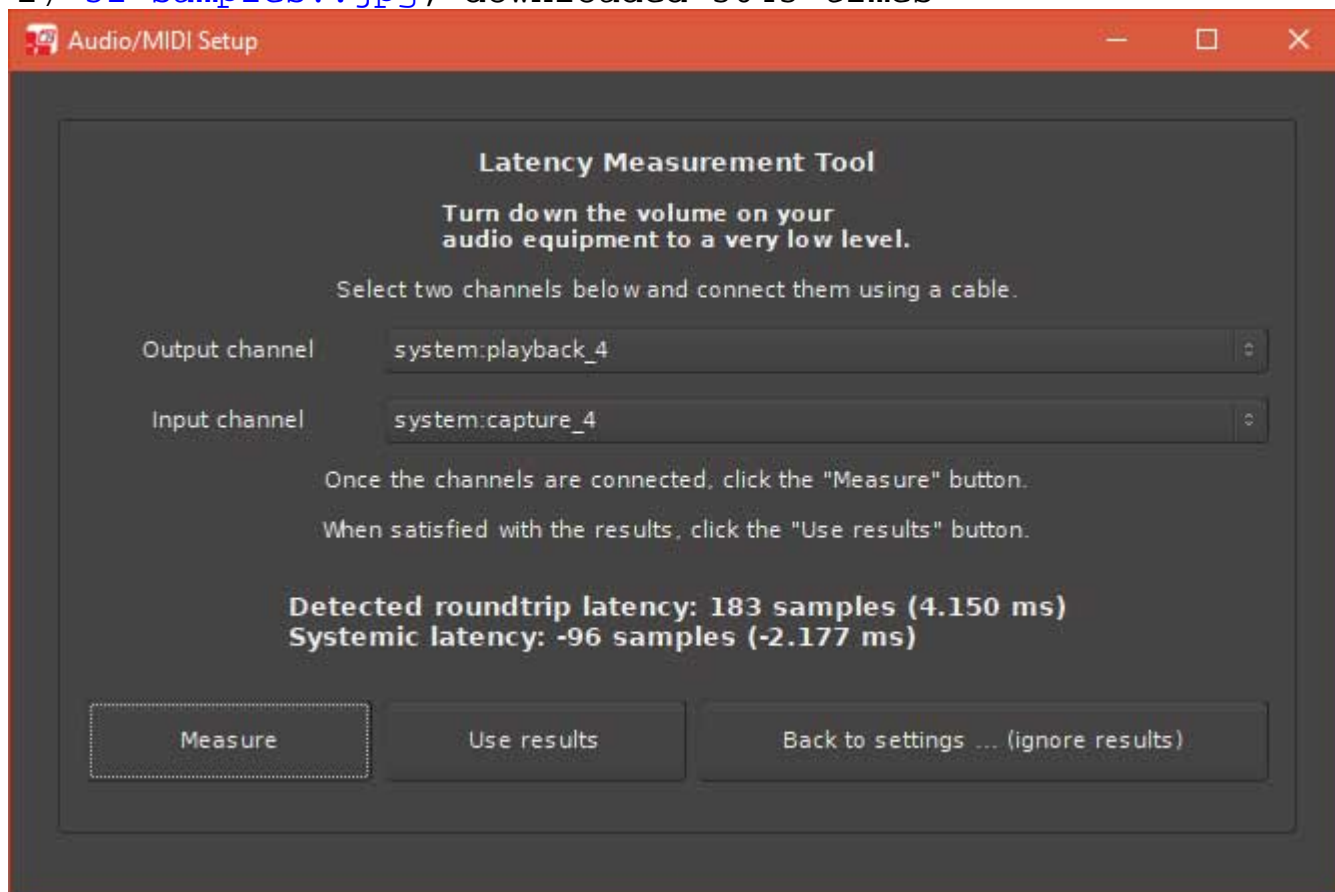 Audio/MIDI Setup
Latency Measurement Tool
Turn down the volume on your
audio equipment to a very low level.
Select two channels below and connect them using a cable.
Output channel
system:playback_4
Input channel
system:capture_4
Once the channels are connected, click the "Measure" button.
When satisfied with the results, click the "Use results" button.
Detected roundtrip latency: 183 samples (4.150 ms)
Systemic latency: -96 samples (-2.177 ms)
Measure
Use results
Back to settings ... (ignore results)